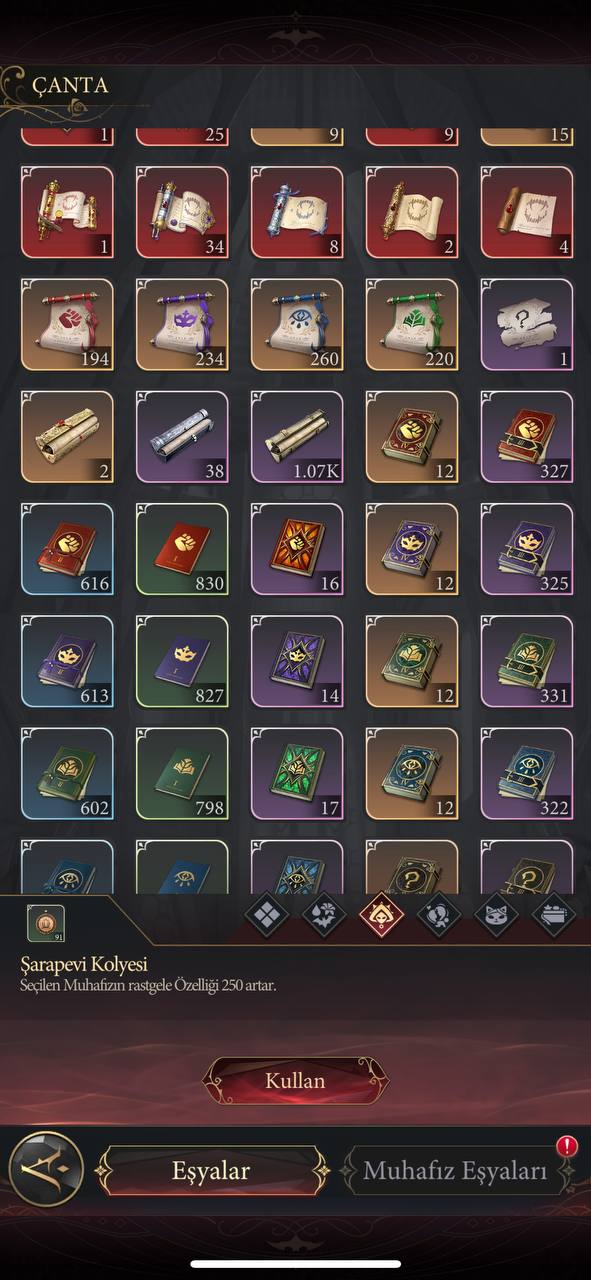 ÇANTA
1 25 9 9 15
1 34 8 2 4
194 234 260 220 1
2 38 1.07K 12 327
616 830 16 12 325
613 827 14 12 331
602 798 17 12 322
91
Şarapevi Kolyesi
Seçilen Muhafızın rastgele Özelliği 250 artar.
Kullan
Eşyalar Muhafız Eşyaları